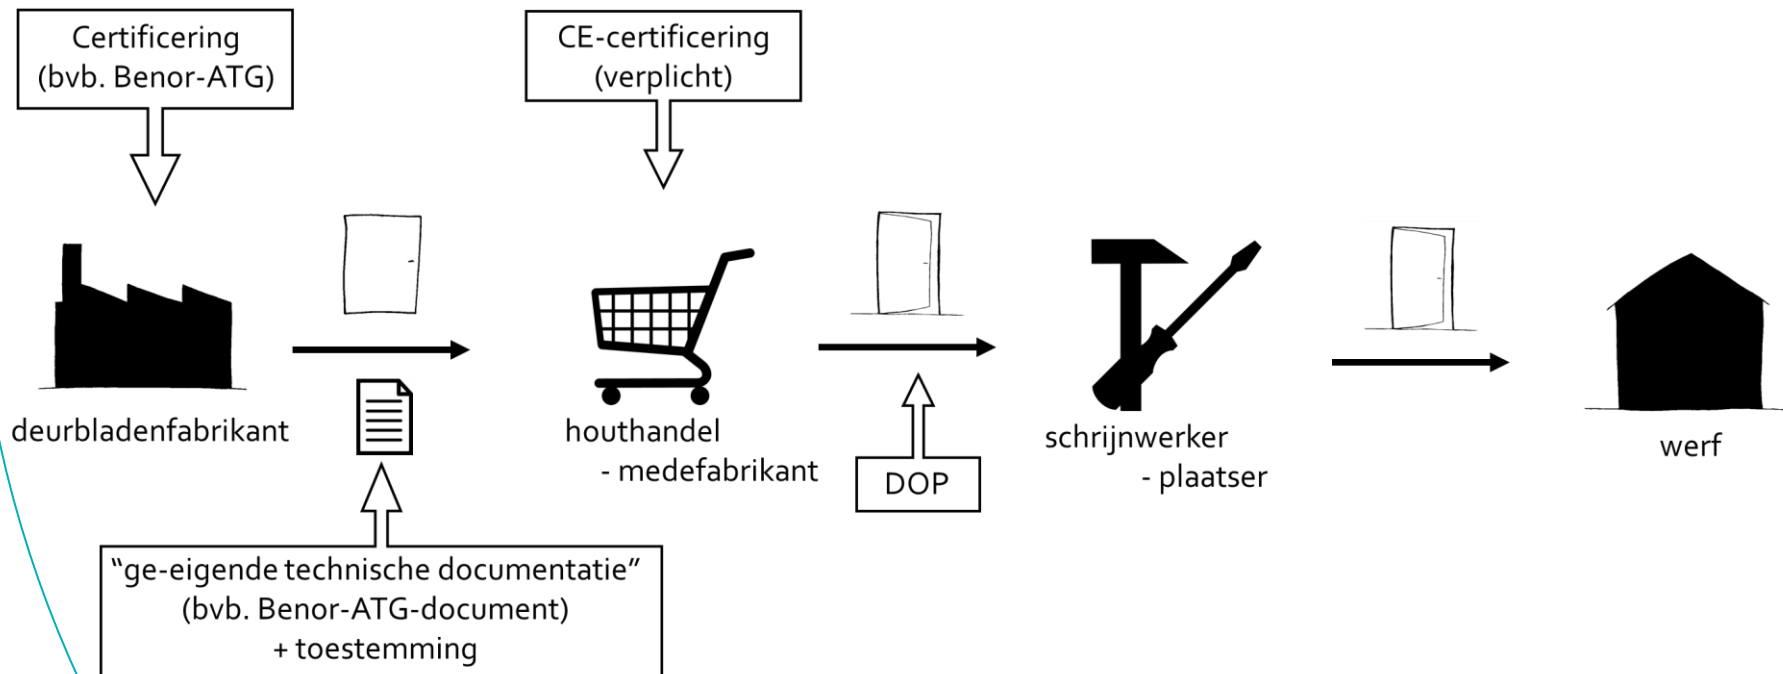 Certificering
(bvb. Benor-ATG)
CE-certificering
(verplicht)
deurbladenfabrikant
houthandel
- medefabrikant
DOP
schrijnwerker
- plaatser
werf
“ge-eigende technische documentatie”
(bvb. Benor-ATG-document)
+ toestemming